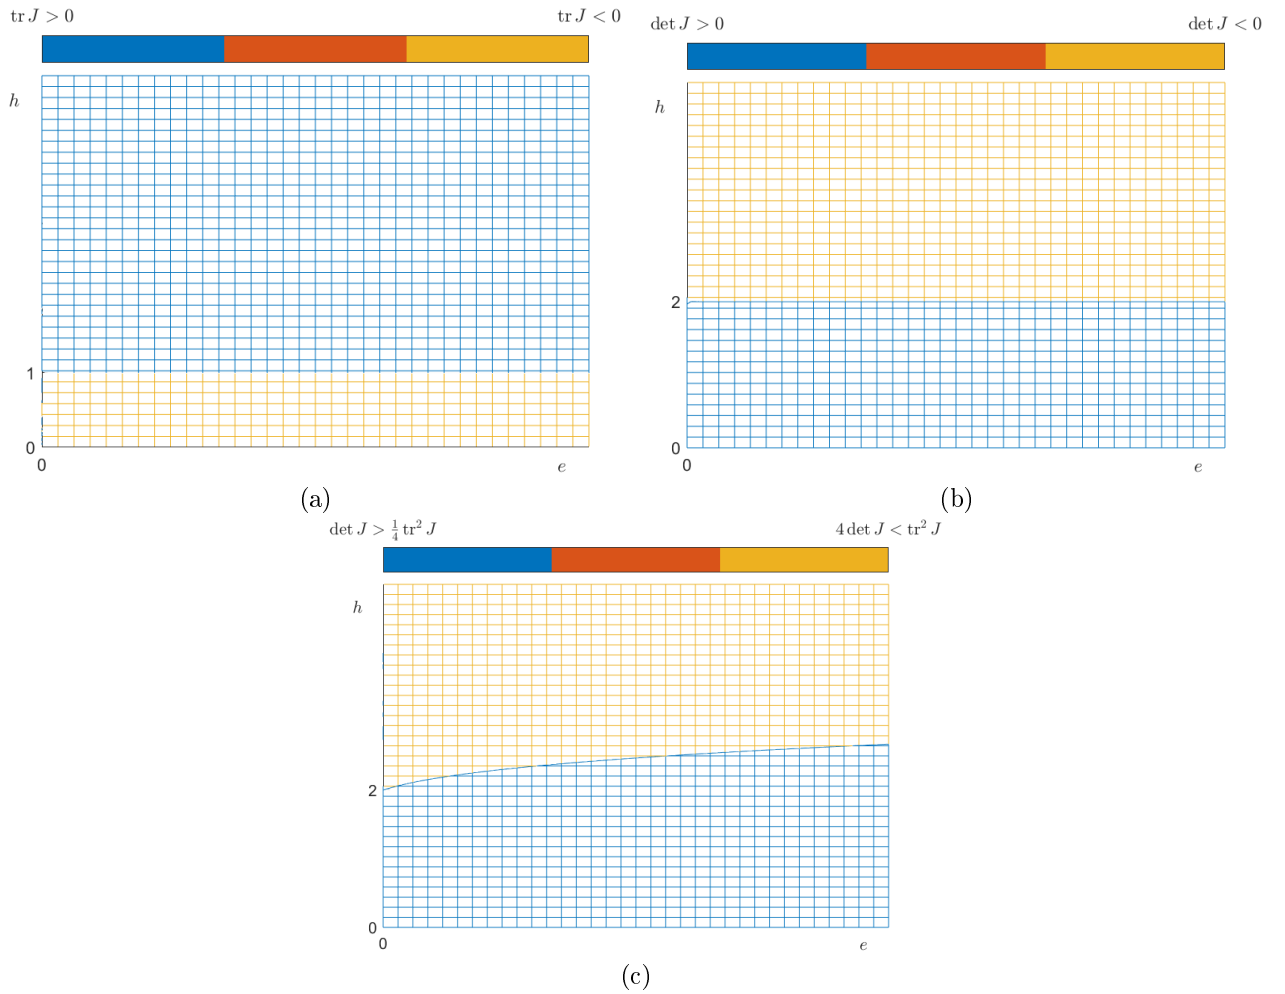 tr J > 0 tr J < 0
h
1
0
0 e
(a)
det J > 0 det J < 0
h
2
0
0 e
(b)
det J > 1/4 tr² J 4 det J < tr² J
h
2
0
0 e
(c)